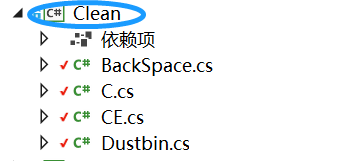 C# Clean
依赖项
C# BackSpace.cs
C# C.cs
C# CE.cs
C# Dustbin.cs